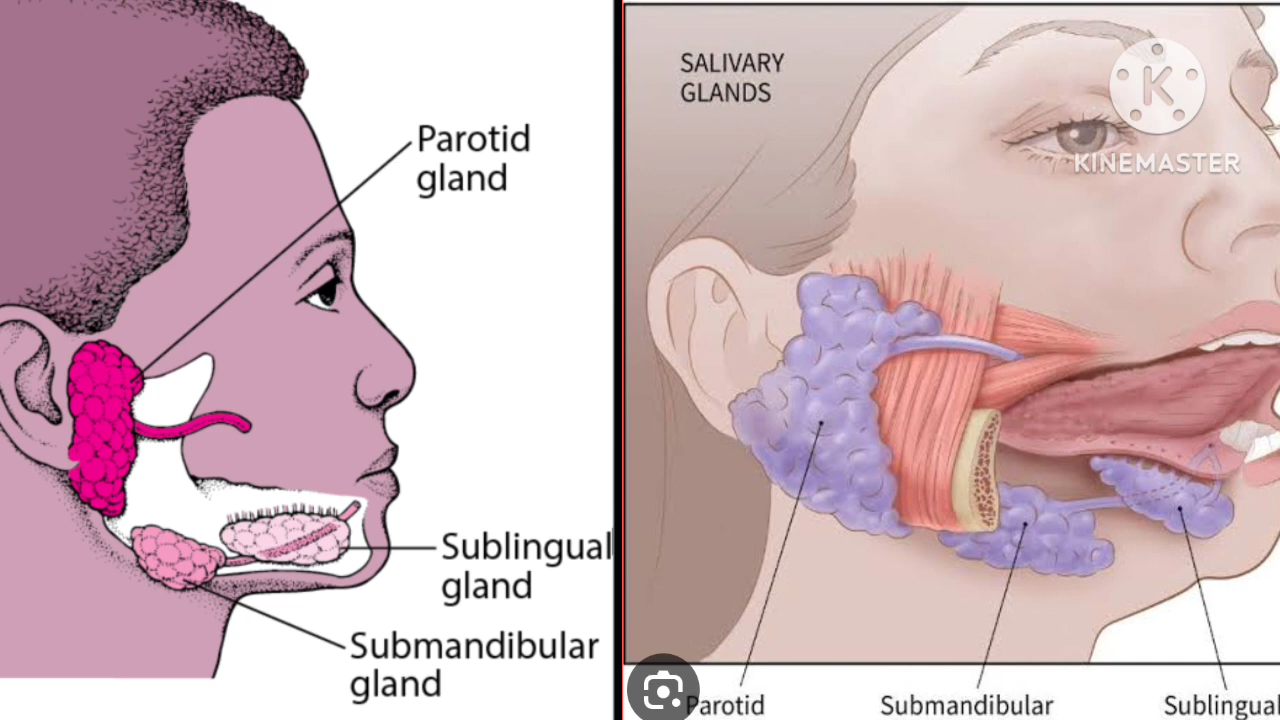 Parotid
gland
Sublingual
gland
Submandibular
gland
SALIVARY
GLANDS
K
KINEMASTER
Parotid
Submandibular
Sublingual